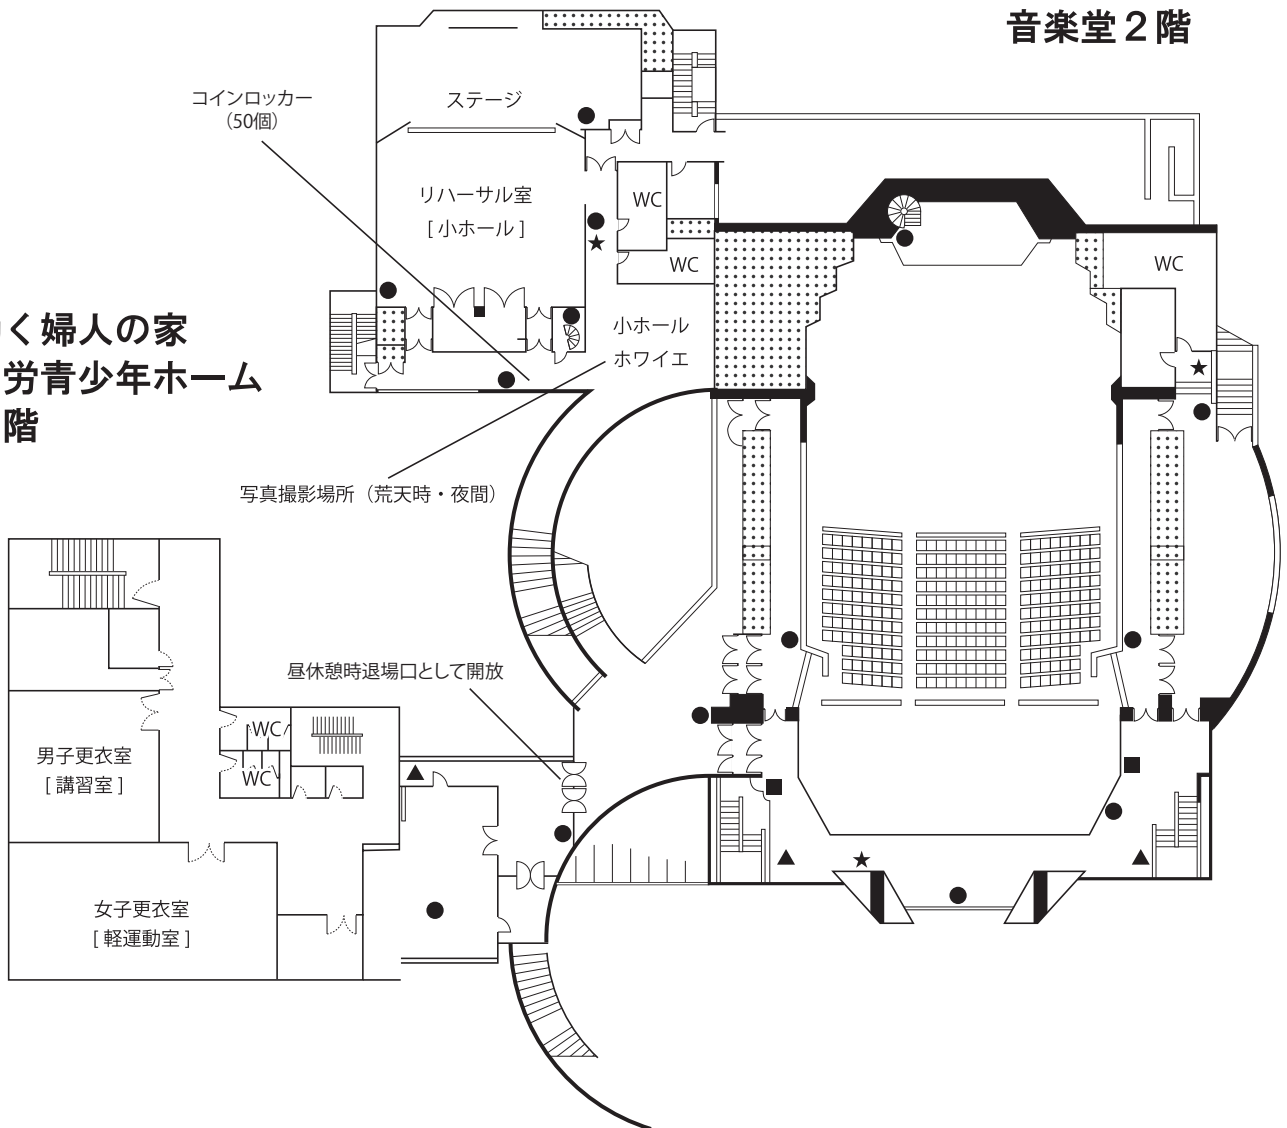 音楽堂２階
コインロッカー
（50個）
ステージ
リハーサル室
［小ホール］
WC
WC
WC
小ホール
ホワイエ
く婦人の家
労青少年ホーム
階
写真撮影場所（荒天時・夜間）
昼休憩時退場口として開放
WC
WC
男子更衣室
［講習室］
女子更衣室
［軽運動室］